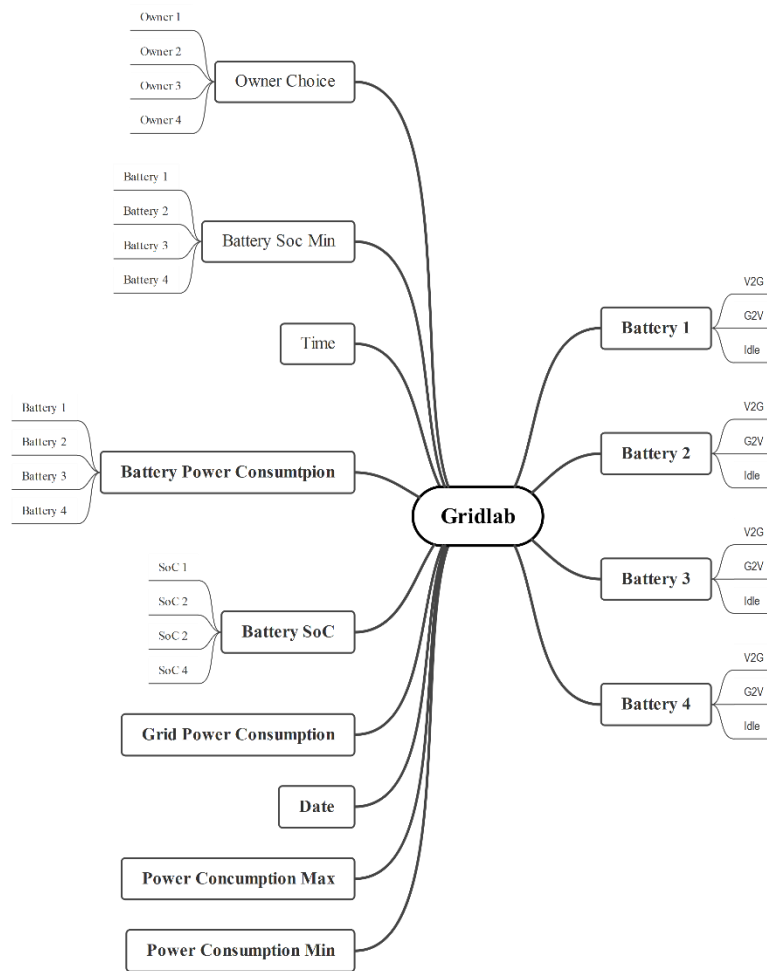 Owner 1
Owner 2
Owner 3
Owner 4
Owner Choice
Battery 1
Battery 2
Battery 3
Battery 4
Battery Soc Min
Time
Battery 1
Battery 2
Battery 3
Battery 4
Battery Power Consumtpion
SoC 1
SoC 2
SoC 2
SoC 4
Battery SoC
Grid Power Consumption
Date
Power Concumption Max
Power Consumption Min
Gridlab
Battery 1
V2G
G2V
Idle
Battery 2
V2G
G2V
Idle
Battery 3
V2G
G2V
Idle
Battery 4
V2G
G2V
Idle